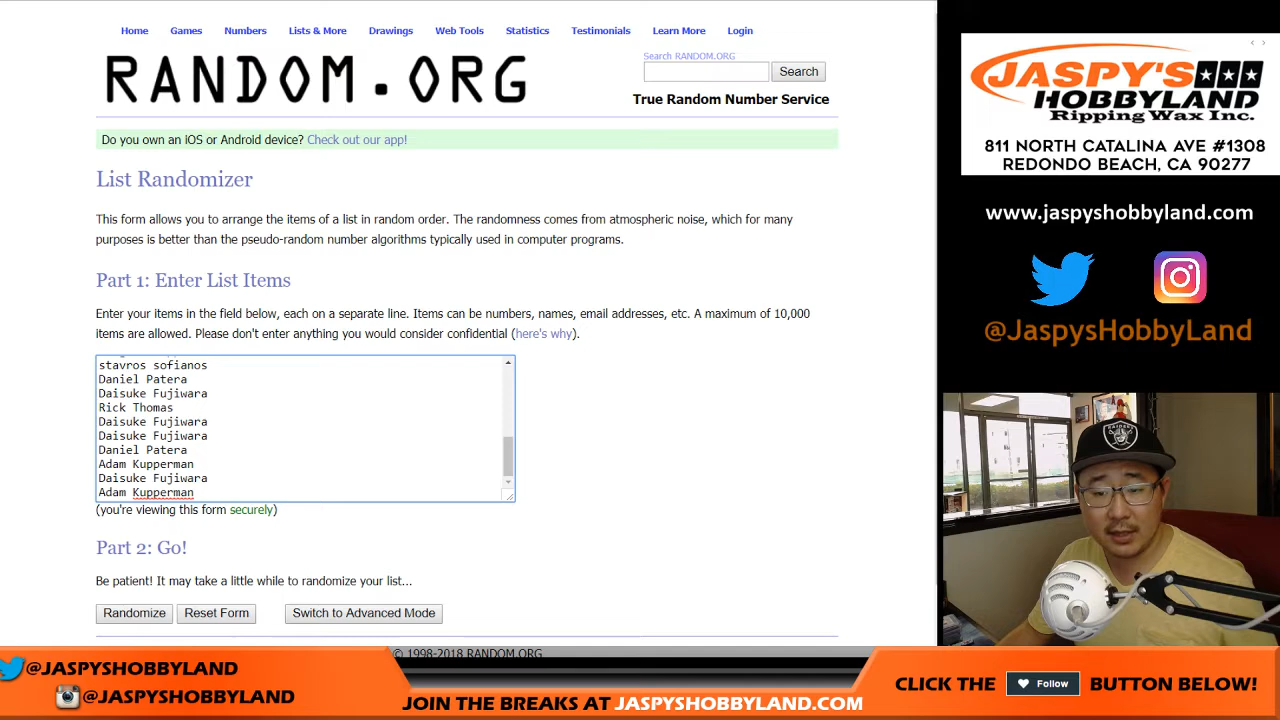 Home Games Numbers Lists & More Drawings Web Tools Statistics Testimonials Learn More Login
RANDOM.ORG
Search RANDOM.ORG
Search
True Random Number Service
Do you own an iOS or Android device? Check out our app!
List Randomizer
This form allows you to arrange the items of a list in random order. The randomness comes from atmospheric noise, which for many
purposes is better than the pseudo-random number algorithms typically used in computer programs.
Part 1: Enter List Items
Enter your items in the field below, each on a separate line. Items can be numbers, names, email addresses, etc. A maximum of 10,000
items are allowed. Please don't enter anything you would consider confidential (here's why).
stavros sofianos
Daniel Patera
Daisuke Fujiwara
Rick Thomas
Daisuke Fujiwara
Daisuke Fujiwara
Daniel Patera
Adam Kupperman
Daisuke Fujiwara
Adam Kupperman
(you're viewing this form securely)
Part 2: Go!
Be patient! It may take a little while to randomize your list...
Randomize Reset Form Switch to Advanced Mode
© 1998-2018 RANDOM.ORG
JASPY'S
HOBBYLAND
Ripping Wax Inc.
811 NORTH CATALINA AVE #1308
REDONDO BEACH, CA 90277
www.jaspyshobbyland.com
@JaspysHobbyLand
RAIDERS
@JASPYSHOBBYLAND
@JASPYSHOBBYLAND
JOIN THE BREAKS AT JASPYSHOBBYLAND.COM
CLICK THE Follow BUTTON BELOW!